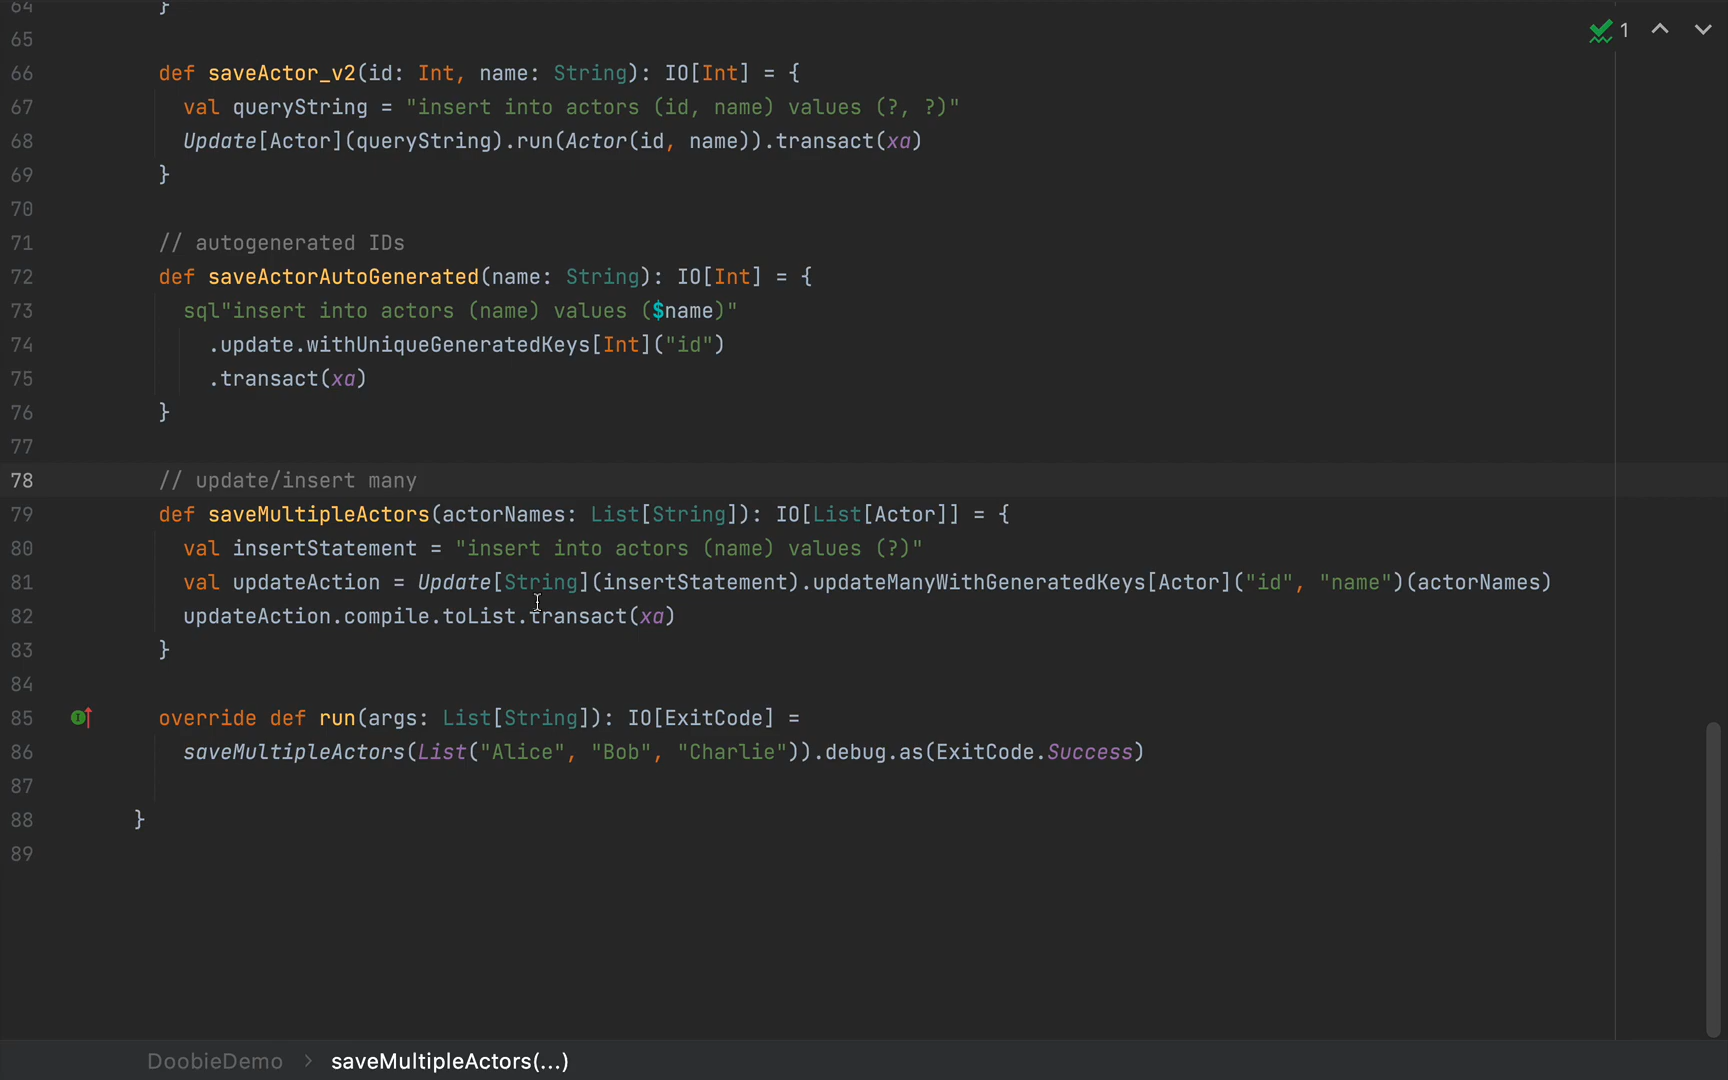 64 }
65
1
66 def saveActor_v2(id: Int, name: String): IO[Int] = {
67 val queryString = "insert into actors (id, name) values (?, ?)"
68 Update[Actor](queryString).run(Actor(id, name)).transact(xa)
69 }
70
71 // autogenerated IDs
72 def saveActorAutoGenerated(name: String): IO[Int] = {
73 sql"insert into actors (name) values ($name)"
74 .update.withUniqueGeneratedKeys[Int]("id")
75 .transact(xa)
76 }
77
78 // update/insert many
79 def saveMultipleActors(actorNames: List[String]): IO[List[Actor]] = {
80 val insertStatement = "insert into actors (name) values (?)"
81 val updateAction = Update[String](insertStatement).updateManyWithGeneratedKeys[Actor]("id", "name")(actorNames)
82 updateAction.compile.toList.transact(xa)
83 }
84
85 override def run(args: List[String]): IO[ExitCode] =
86 saveMultipleActors(List("Alice", "Bob", "Charlie")).debug.as(ExitCode.Success)
87
88 }
89
DoobieDemo > saveMultipleActors(...)